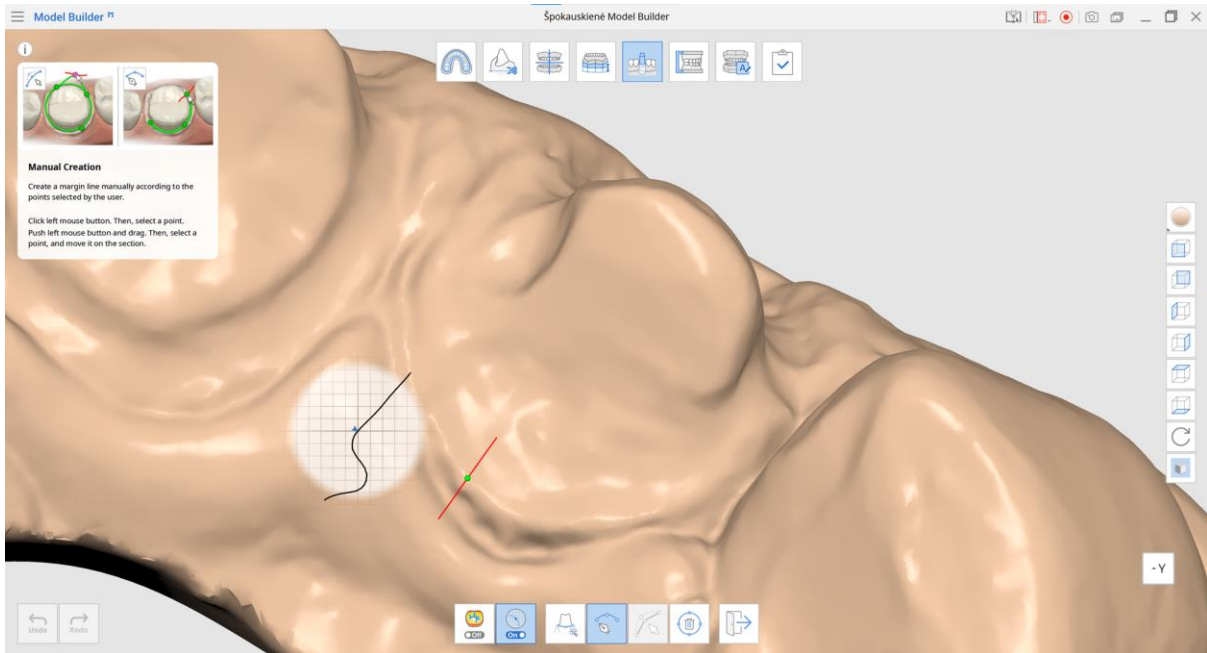 Model Builder
Špokauskienė Model Builder
Manual Creation
Create a margin line manually according to the
points selected by the user.
Click left mouse button. Then, select a point.
Push left mouse button and drag. Then, select a
point, and move it on the section.
- Y
Undo
Redo
Off
On